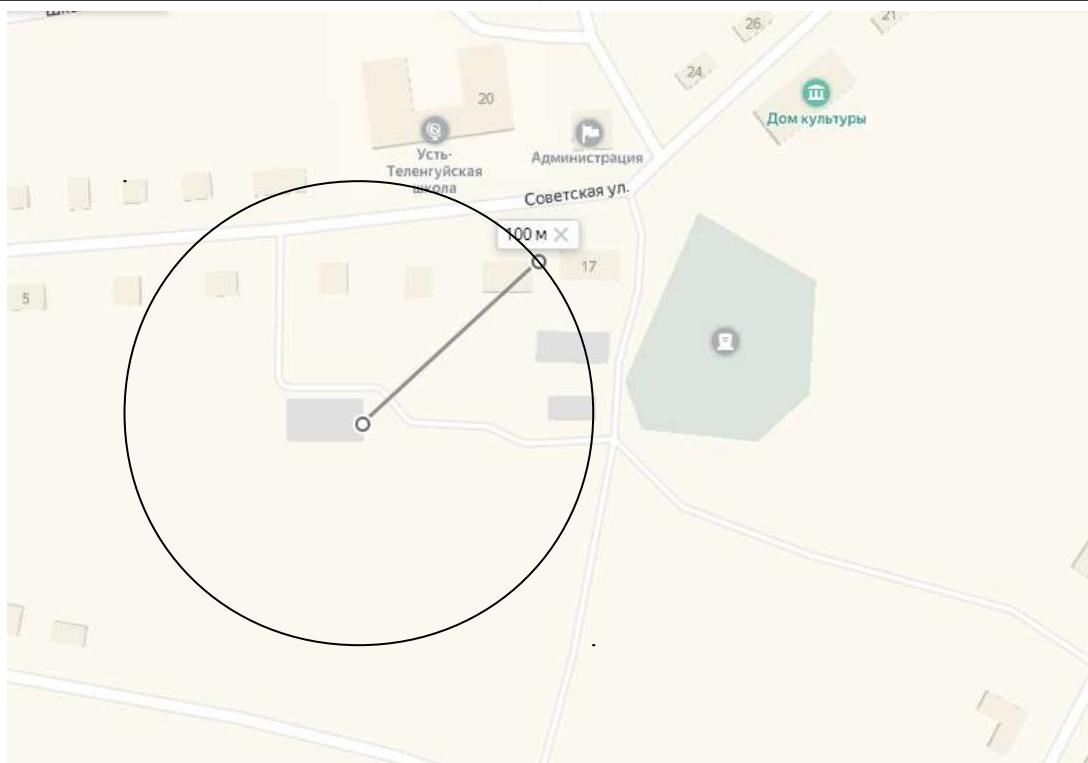 26
21
24
20
Дом культуры
Усть-
Теленгуйская
школа
Администрация
Советская ул.
100 м
17
5